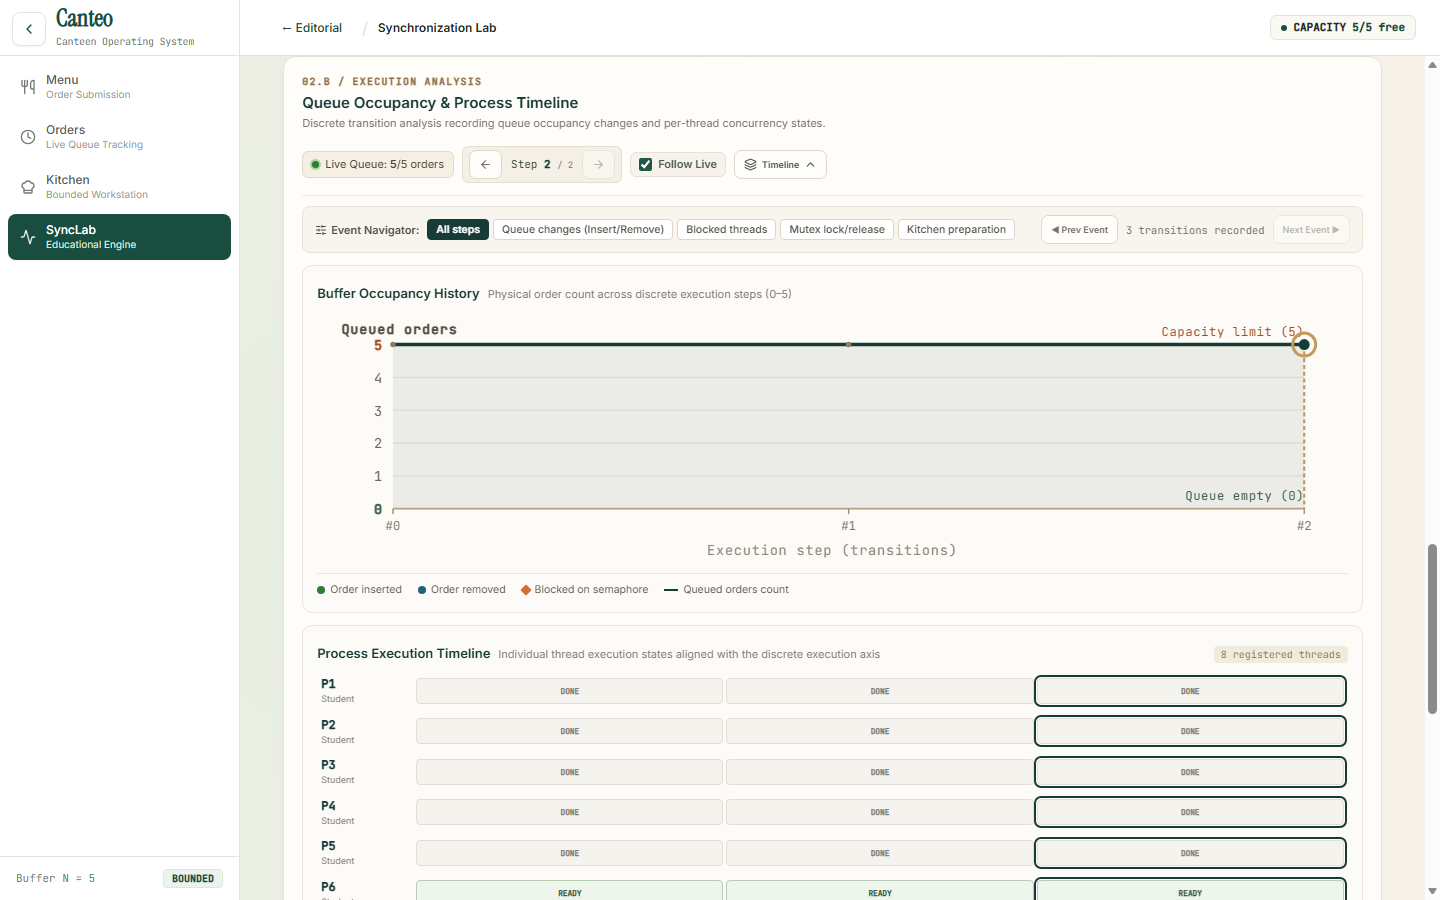 Canteo
Canteen Operating System
← Editorial / Synchronization Lab
CAPACITY 5/5 free
Menu
Order Submission
Orders
Live Queue Tracking
Kitchen
Bounded Workstation
SyncLab
Educational Engine
Buffer N = 5
BOUNDED
02.B / EXECUTION ANALYSIS
Queue Occupancy & Process Timeline
Discrete transition analysis recording queue occupancy changes and per-thread concurrency states.
Live Queue: 5/5 orders
← Step 2 / 2 →
Follow Live
Timeline
Event Navigator: All steps Queue changes (Insert/Remove) Blocked threads Mutex lock/release Kitchen preparation
◀ Prev Event 3 transitions recorded Next Event ▶
Buffer Occupancy History Physical order count across discrete execution steps (0–5)
Queued orders
Capacity limit (5)
5
4
3
2
1
Queue empty (0)
0
#0 #1 #2
Execution step (transitions)
Order inserted Order removed Blocked on semaphore Queued orders count
Process Execution Timeline Individual thread execution states aligned with the discrete execution axis
8 registered threads
P1
Student
DONE DONE DONE
P2
Student
DONE DONE DONE
P3
Student
DONE DONE DONE
P4
Student
DONE DONE DONE
P5
Student
DONE DONE DONE
P6
READY READY READY